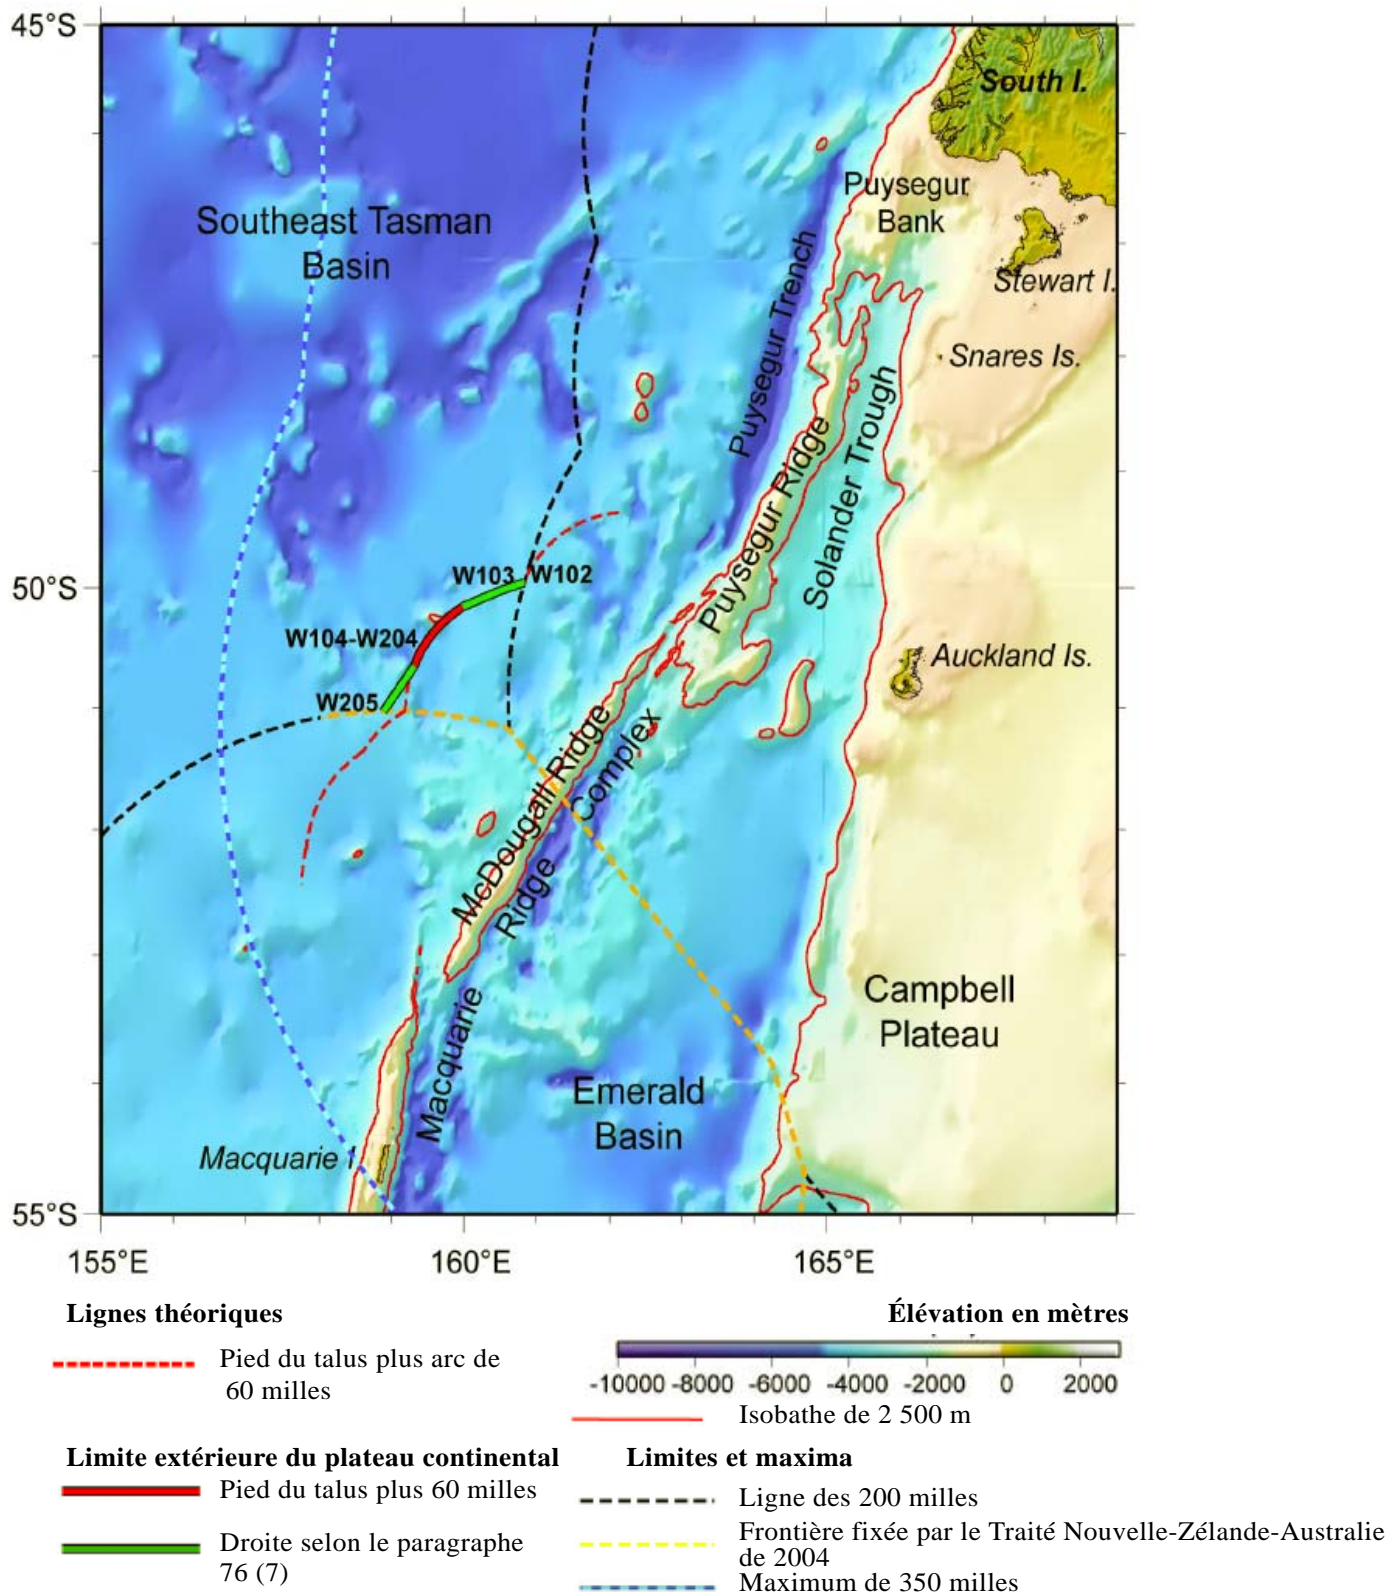 45°S
South I.
Puysegur
Bank
Southeast Tasman
Basin
Stewart I.
Puysegur Trench
Snares Is.
Puysegur Ridge
Solander Trough
50°S
W103
W102
W104-W204
Auckland Is.
W205
McDougall Ridge
Complex
Ridge
Macquarie
Campbell
Plateau
Emerald
Basin
Macquarie I
55°S
155°E
160°E
165°E
Lignes théoriques
Élévation en mètres
Pied du talus plus arc de
60 milles
-10000 -8000 -6000 -4000 -2000 0 2000
Isobathe de 2 500 m
Limite extérieure du plateau continental
Limites et maxima
Pied du talus plus 60 milles
Ligne des 200 milles
Droite selon le paragraphe
76 (7)
Frontière fixée par le Traité Nouvelle-Zélande-Australie
de 2004
Maximum de 350 milles